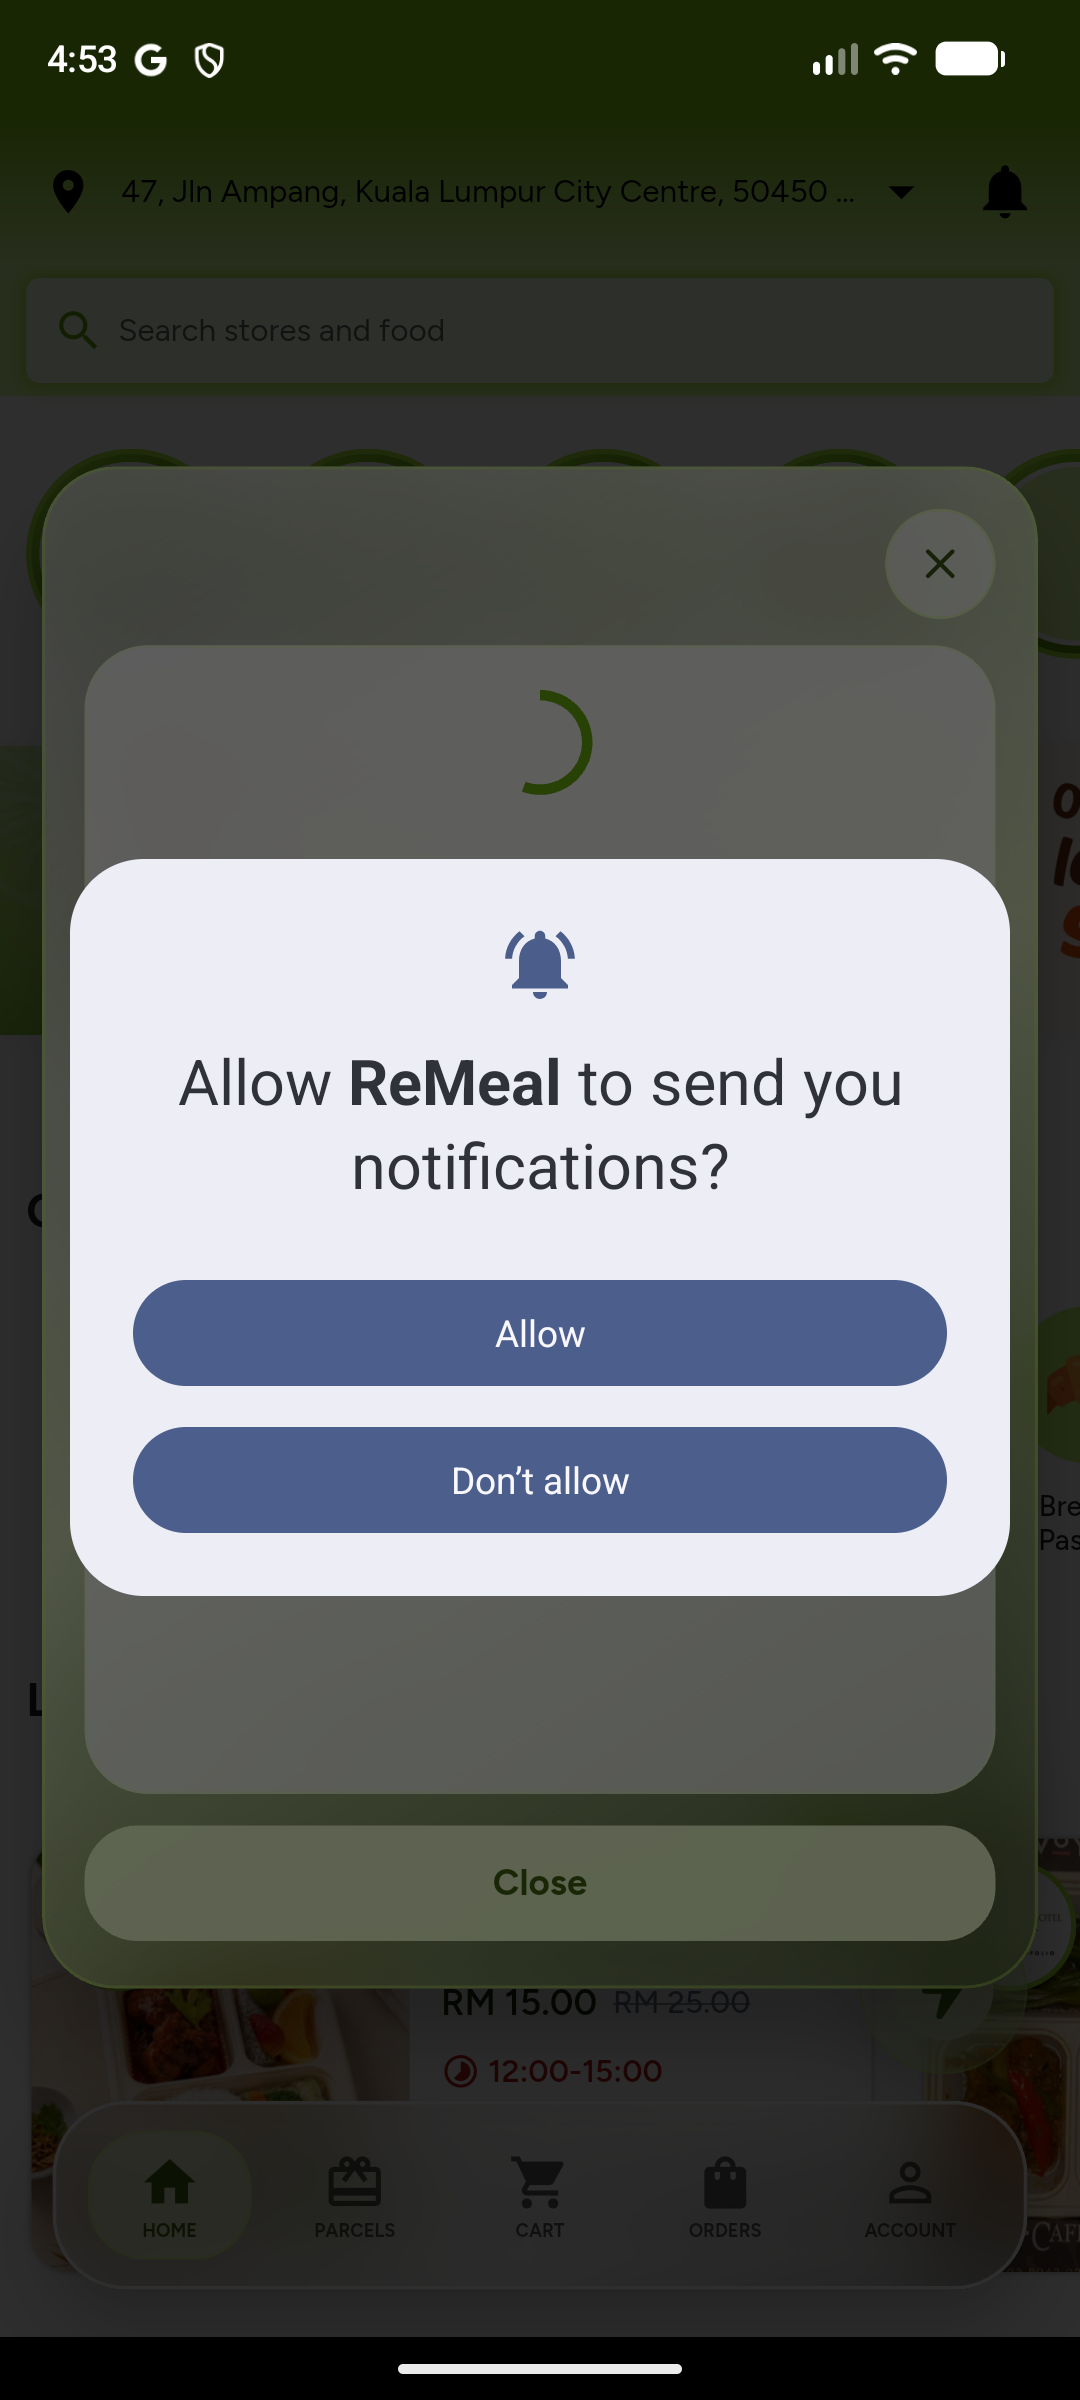 4:53
47, Jln Ampang, Kuala Lumpur City Centre, 50450 ...
Search stores and food
Allow ReMeal to send you
notifications?
Allow
Don't allow
Bre
Pas
Close
RM 15.00 RM 25.00
12:00-15:00
HOME PARCELS CART ORDERS ACCOUNT